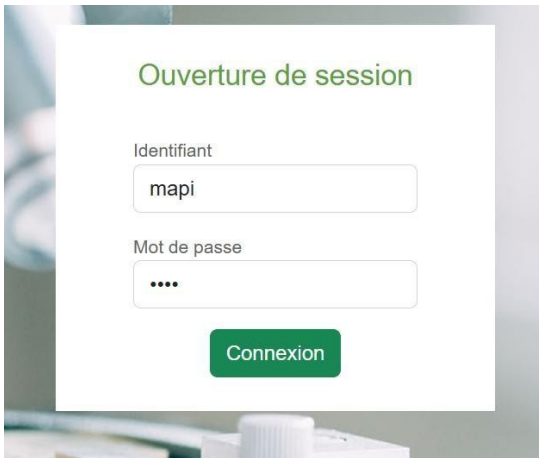 Ouverture de session
Identifiant
mapi
Mot de passe
••••
Connexion